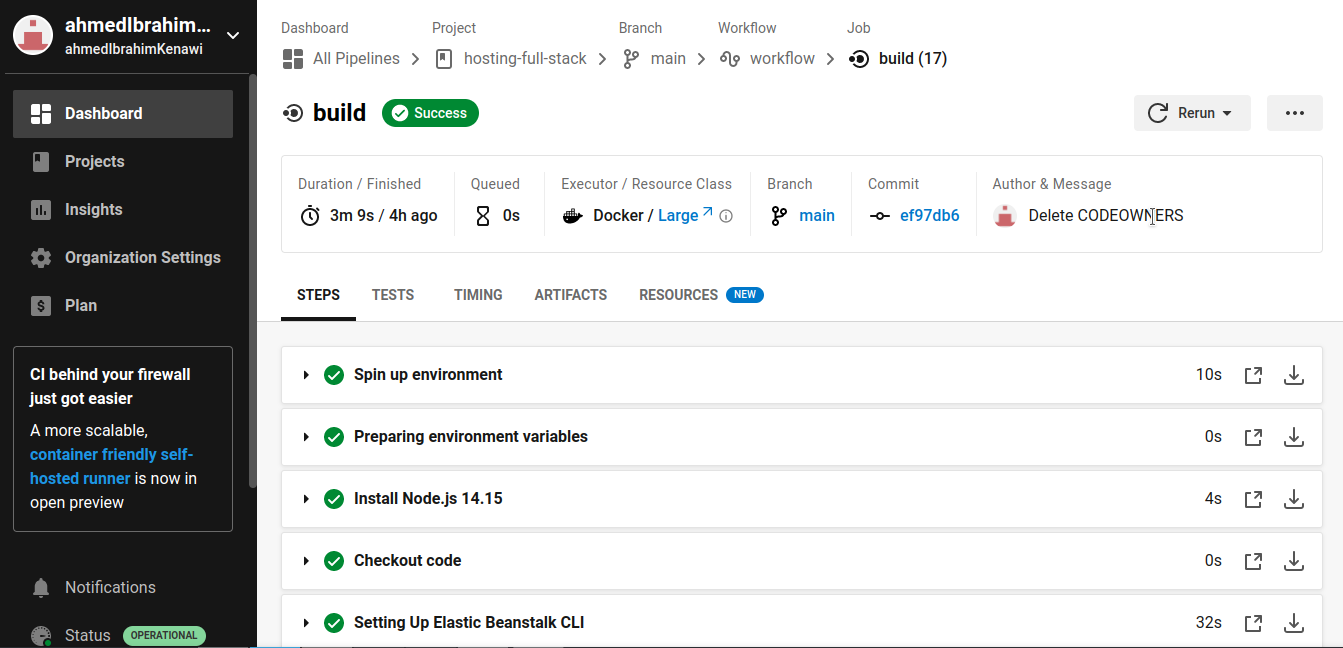 ahmedIbrahim...
ahmedIbrahimKenawi
Dashboard
Projects
Insights
Organization Settings
Plan
CI behind your firewall
just got easier
A more scalable,
container friendly self-
hosted runner is now in
open preview
Notifications
Status OPERATIONAL
Dashboard Project Branch Workflow Job
All Pipelines hosting-full-stack main workflow build (17)
build Success Rerun
Duration / Finished Queued Executor / Resource Class Branch Commit Author & Message
3m 9s / 4h ago 0s Docker / Large main ef97db6 Delete CODEOWNERS
STEPS TESTS TIMING ARTIFACTS RESOURCES NEW
Spin up environment 10s
Preparing environment variables 0s
Install Node.js 14.15 4s
Checkout code 0s
Setting Up Elastic Beanstalk CLI 32s